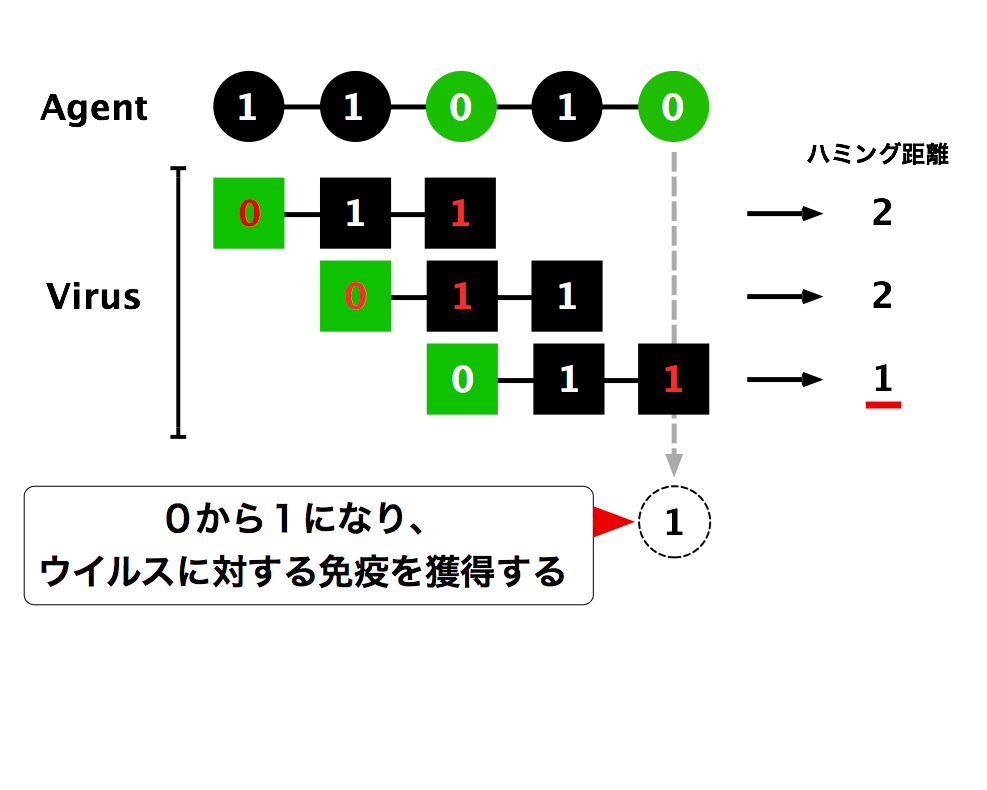 Agent 1 1 0 1 0
ハミング距離
0 1 1 2
Virus 0 1 1 2
0 1 1 1
０から１になり、 1
ウイルスに対する免疫を獲得する